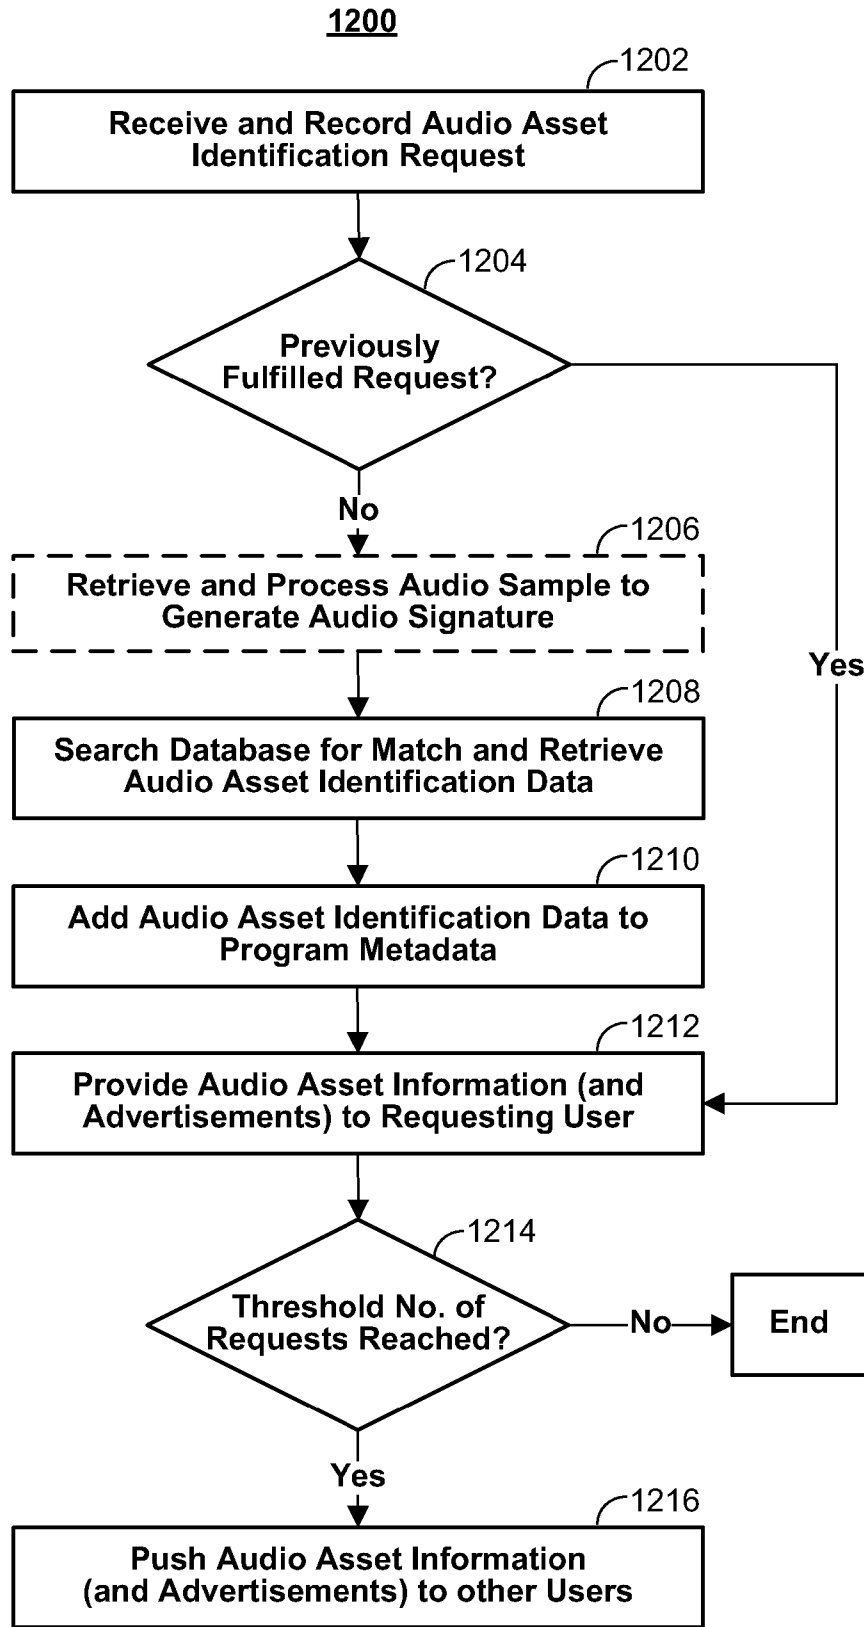 1200
1202
Receive and Record Audio Asset
Identification Request
1204
Previously
Fulfilled Request?
No
1206
Retrieve and Process Audio Sample to
Generate Audio Signature
Yes
1208
Search Database for Match and Retrieve
Audio Asset Identification Data
1210
Add Audio Asset Identification Data to
Program Metadata
1212
Provide Audio Asset Information (and
Advertisements) to Requesting User
1214
Threshold No. of
Requests Reached?
No
End
Yes
1216
Push Audio Asset Information
(and Advertisements) to other Users